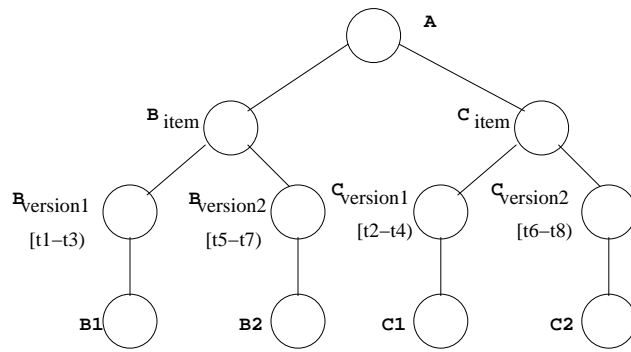 A
B item
C item
B version1
B version2
C version1
C version2
[t1–t3)
[t5–t7)
[t2–t4)
[t6–t8)
B1
B2
C1
C2